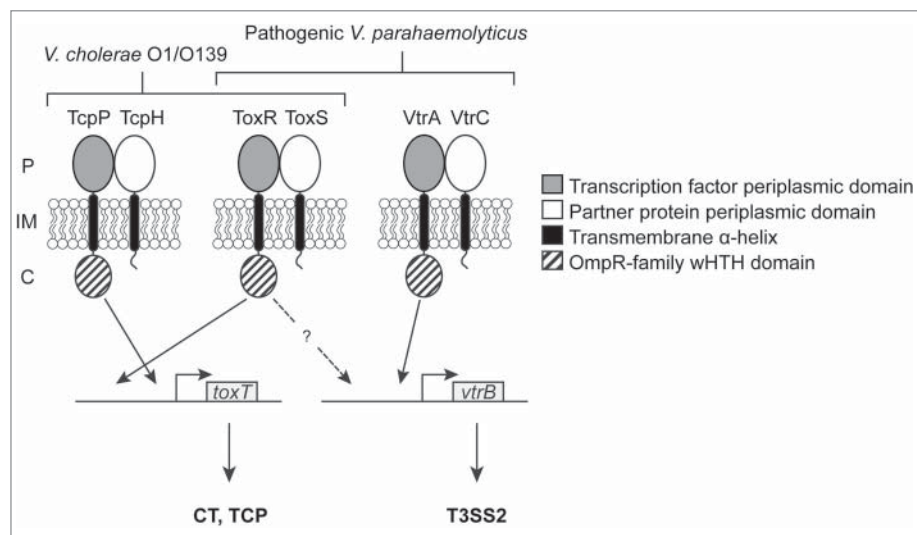 Pathogenic V. parahaemolyticus
V. cholerae O1/O139
TcpP TcpH
ToxR ToxS
VtrA VtrC
P
IM
C
Transcription factor periplasmic domain
Partner protein periplasmic domain
Transmembrane α-helix
OmpR-family wHTH domain
?
toxT
vtrB
CT, TCP
T3SS2